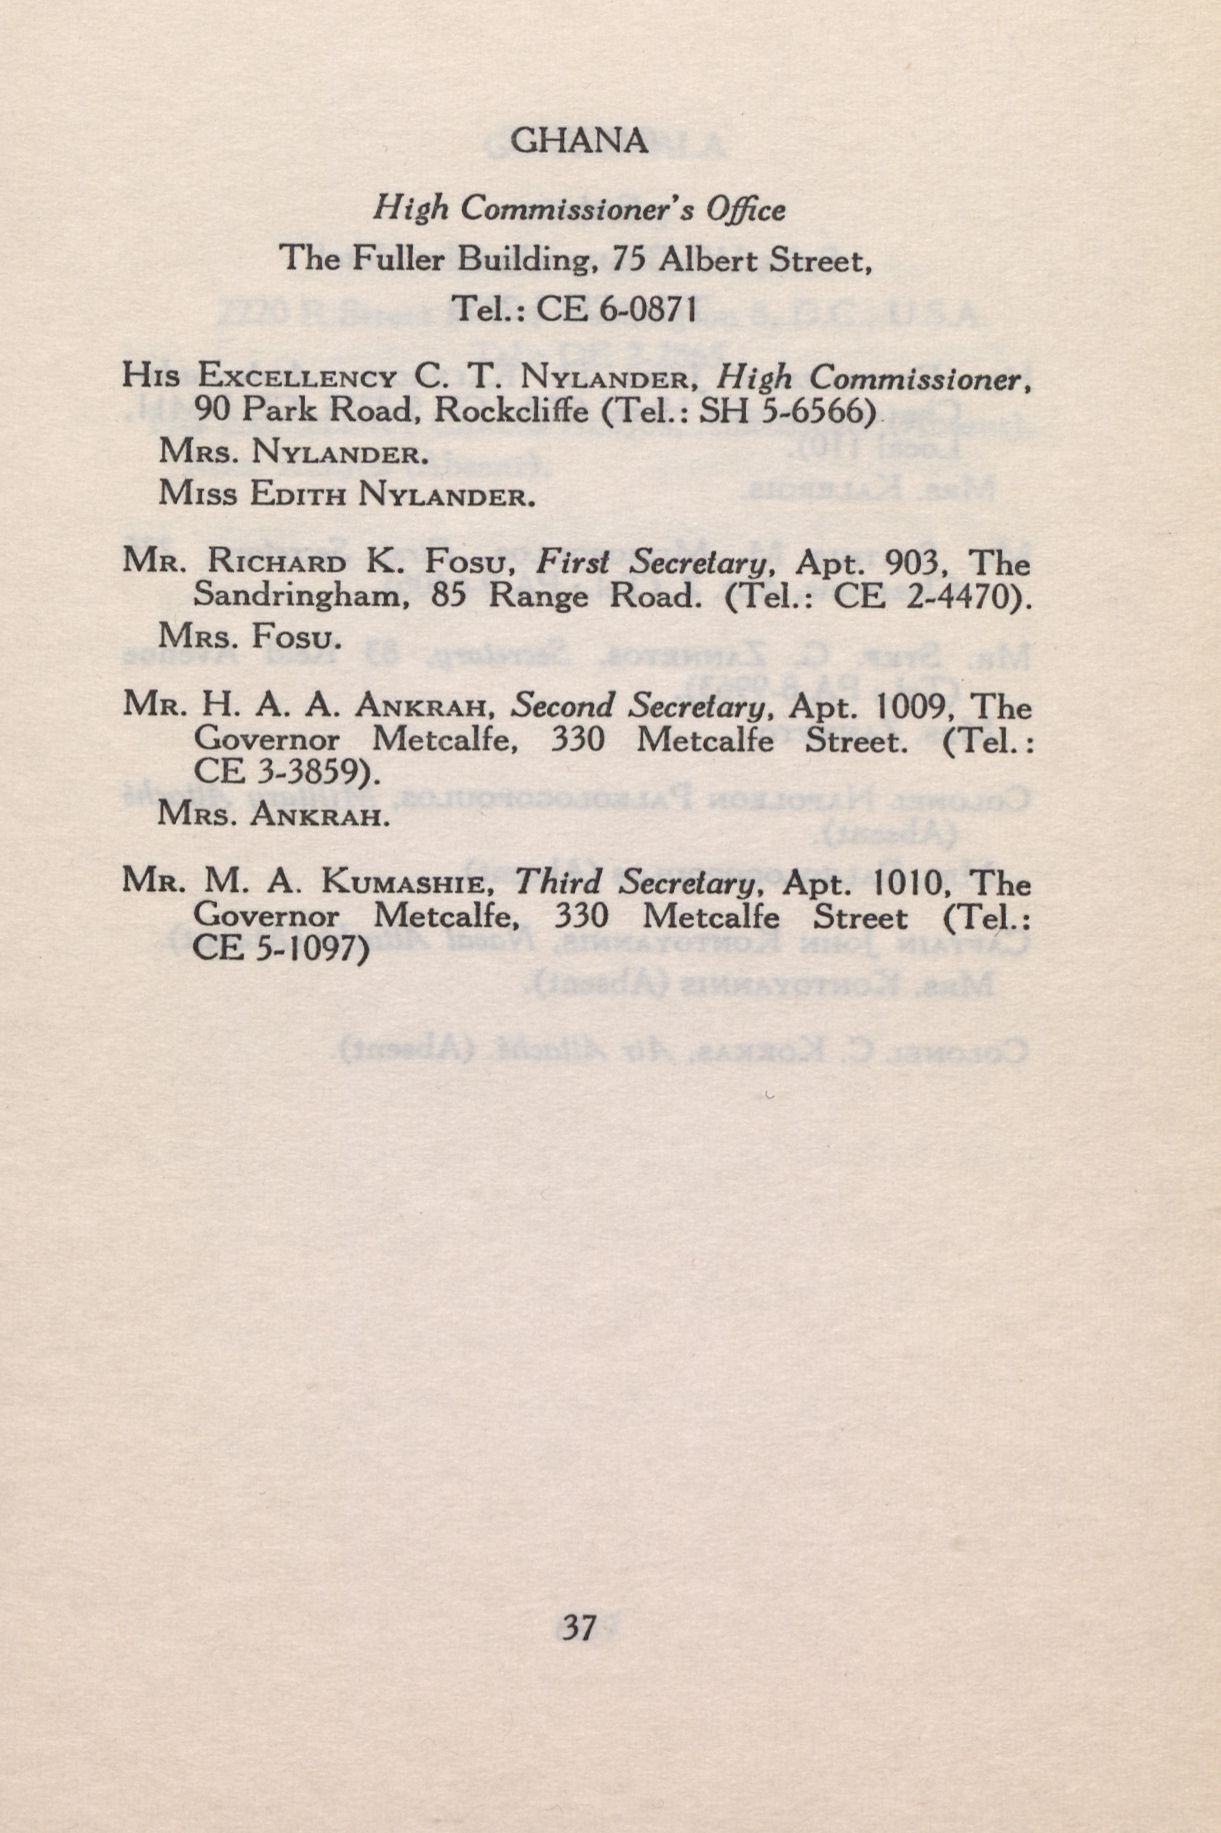 GHANA
High Commissioner's Office
The Fuller Building, 75 Albert Street,
Tel.: CE 6-0871
HIS EXCELLENCY C. T. NYLANDER, High Commissioner,
90 Park Road, Rockcliffe (Tel.: SH 5-6566)
MRS. NYLANDER.
MISS EDITH NYLANDER.
MR. RICHARD K. FOSU, First Secretary, Apt. 903, The
Sandringham, 85 Range Road. (Tel.: CE 2-4470).
MRS. FOSU.
MR. H. A. A. ANKRAH, Second Secretary, Apt. 1009, The
Governor Metcalfe, 330 Metcalfe Street. (Tel.:
CE 3-3859).
MRS. ANKRAH.
MR. M. A. KUMASHIE, Third Secretary, Apt. 1010, The
Governor Metcalfe, 330 Metcalfe Street (Tel.:
CE 5-1097)
37